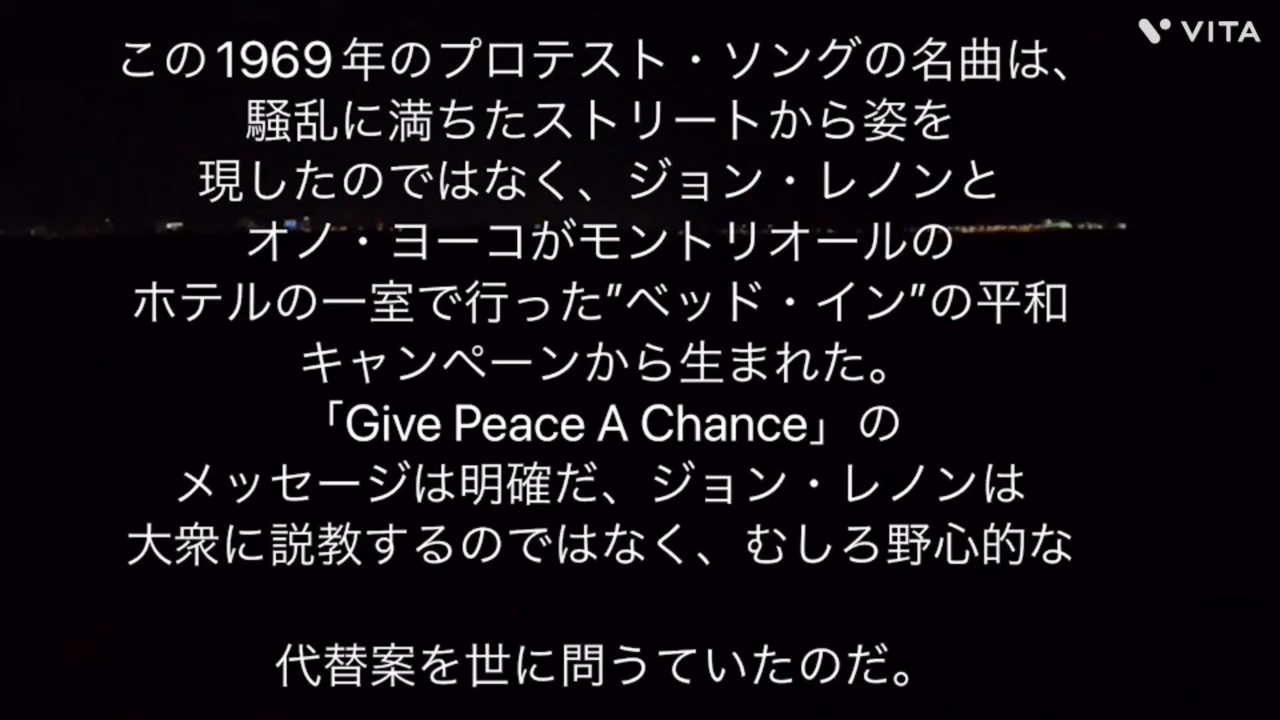 VITA
この1969年のプロテスト・ソングの名曲は、
騒乱に満ちたストリートから姿を
現したのではなく、ジョン・レノンと
オノ・ヨーコがモントリオールの
ホテルの一室で行った"ベッド・イン"の平和
キャンペーンから生まれた。
「Give Peace A Chance」の
メッセージは明確だ、ジョン・レノンは
大衆に説教するのではなく、むしろ野心的な
代替案を世に問うていたのだ。